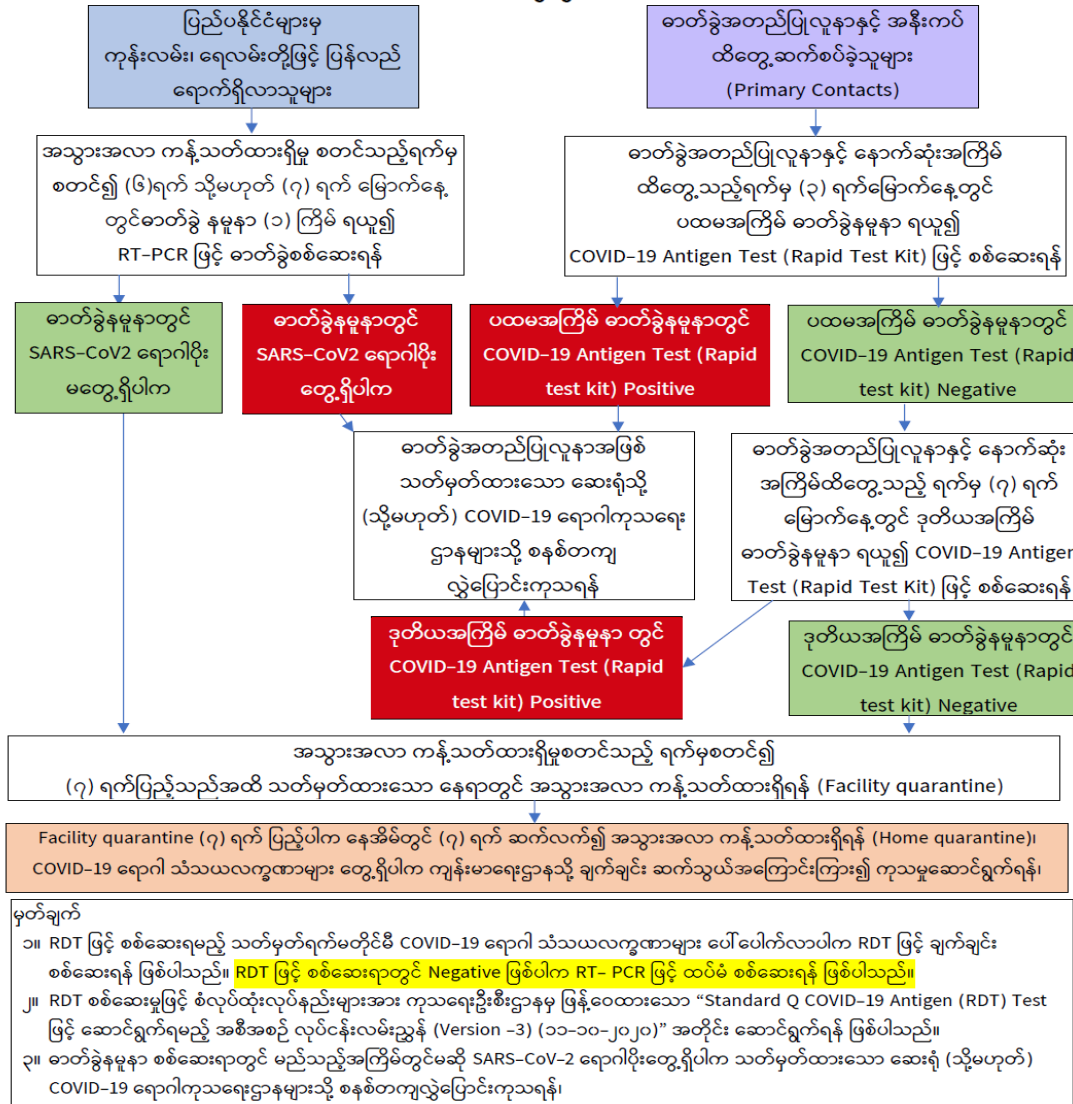 ပြည်ပနိုင်ငံများမှ
ကုန်းလမ်း၊ ရေလမ်းတို့ဖြင့် ပြန်လည်
ရောက်ရှိလာသူများ
ဓာတ်ခွဲအတည်ပြုလူနာနှင့် အနီးကပ်
ထိတွေ့ဆက်စပ်ခဲ့သူများ
(Primary Contacts)
အသွားအလာ ကန့်သတ်ထားရှိမှု စတင်သည့်ရက်မှ
စတင်၍ (၆)ရက် သို့မဟုတ် (၇) ရက် မြောက်နေ့
တွင်ဓာတ်ခွဲ နမူနာ (၁) ကြိမ် ရယူ၍
RT-PCR ဖြင့် ဓာတ်ခွဲစစ်ဆေးရန်
ဓာတ်ခွဲအတည်ပြုလူနာနှင့် နောက်ဆုံးအကြိမ်
ထိတွေ့သည့်ရက်မှ (၃) ရက်မြောက်နေ့တွင်
ပထမအကြိမ် ဓာတ်ခွဲနမူနာ ရယူ၍
COVID-19 Antigen Test (Rapid Test Kit) ဖြင့် စစ်ဆေးရန်
ဓာတ်ခွဲနမူနာတွင်
SARS-CoV2 ရောဂါပိုး
မတွေ့ရှိပါက
ဓာတ်ခွဲနမူနာတွင်
SARS-CoV2 ရောဂါပိုး
တွေ့ရှိပါက
ပထမအကြိမ် ဓာတ်ခွဲနမူနာတွင်
COVID-19 Antigen Test (Rapid
test kit) Positive
ပထမအကြိမ် ဓာတ်ခွဲနမူနာတွင်
COVID-19 Antigen Test (Rapid
test kit) Negative
ဓာတ်ခွဲအတည်ပြုလူနာအဖြစ်
သတ်မှတ်ထားသော ဆေးရုံသို့
(သို့မဟုတ်) COVID-19 ရောဂါကုသရေး
ဌာနများသို့ စနစ်တကျ
လွှဲပြောင်းကုသရန်
ဓာတ်ခွဲအတည်ပြုလူနာနှင့် နောက်ဆုံး
အကြိမ်ထိတွေ့သည့် ရက်မှ (၇) ရက်
မြောက်နေ့တွင် ဒုတိယအကြိမ်
ဓာတ်ခွဲနမူနာ ရယူ၍ COVID-19 Antigen
Test (Rapid Test Kit) ဖြင့် စစ်ဆေးရန်
ဒုတိယအကြိမ် ဓာတ်ခွဲနမူနာ တွင်
COVID-19 Antigen Test (Rapid
test kit) Positive
ဒုတိယအကြိမ် ဓာတ်ခွဲနမူနာတွင်
COVID-19 Antigen Test (Rapid
test kit) Negative
အသွားအလာ ကန့်သတ်ထားရှိမှုစတင်သည့် ရက်မှစတင်၍
(၇) ရက်ပြည့်သည်အထိ သတ်မှတ်ထားသော နေရာတွင် အသွားအလာ ကန့်သတ်ထားရှိရန် (Facility quarantine)
Facility quarantine (၇) ရက် ပြည့်ပါက နေအိမ်တွင် (၇) ရက် ဆက်လက်၍ အသွားအလာ ကန့်သတ်ထားရှိရန် (Home quarantine)၊
COVID-19 ရောဂါ သံသယလက္ခဏာများ တွေ့ရှိပါက ကျန်းမာရေးဌာနသို့ ချက်ချင်း ဆက်သွယ်အကြောင်းကြား၍ ကုသမှုဆောင်ရွက်ရန်၊
မှတ်ချက်
၁။ RDT ဖြင့် စစ်ဆေးရမည့် သတ်မှတ်ရက်မတိုင်မီ COVID-19 ရောဂါ သံသယလက္ခဏာများ ပေါ်ပေါက်လာပါက RDT ဖြင့် ချက်ချင်း
စစ်ဆေးရန် ဖြစ်ပါသည်။ RDT ဖြင့် စစ်ဆေးရာတွင် Negative ဖြစ်ပါက RT- PCR ဖြင့် ထပ်မံ စစ်ဆေးရန် ဖြစ်ပါသည်။
၂။ RDT စစ်ဆေးမှုဖြင့် စံလုပ်ထုံးလုပ်နည်းများအား ကုသရေးဦးစီးဌာနမှ ဖြန့်ဝေထားသော “Standard Q COVID-19 Antigen (RDT) Test
ဖြင့် ဆောင်ရွက်ရမည့် အစီအစဉ် လုပ်ငန်းလမ်းညွှန် (Version -3) (၁၁-၁၀-၂၀၂၀)” အတိုင်း ဆောင်ရွက်ရန် ဖြစ်ပါသည်။
၃။ ဓာတ်ခွဲနမူနာ စစ်ဆေးရာတွင် မည်သည့်အကြိမ်တွင်မဆို SARS-CoV-2 ရောဂါပိုးတွေ့ရှိပါက သတ်မှတ်ထားသော ဆေးရုံ (သို့မဟုတ်)
COVID-19 ရောဂါကုသရေးဌာနများသို့ စနစ်တကျလွှဲပြောင်းကုသရန်၊